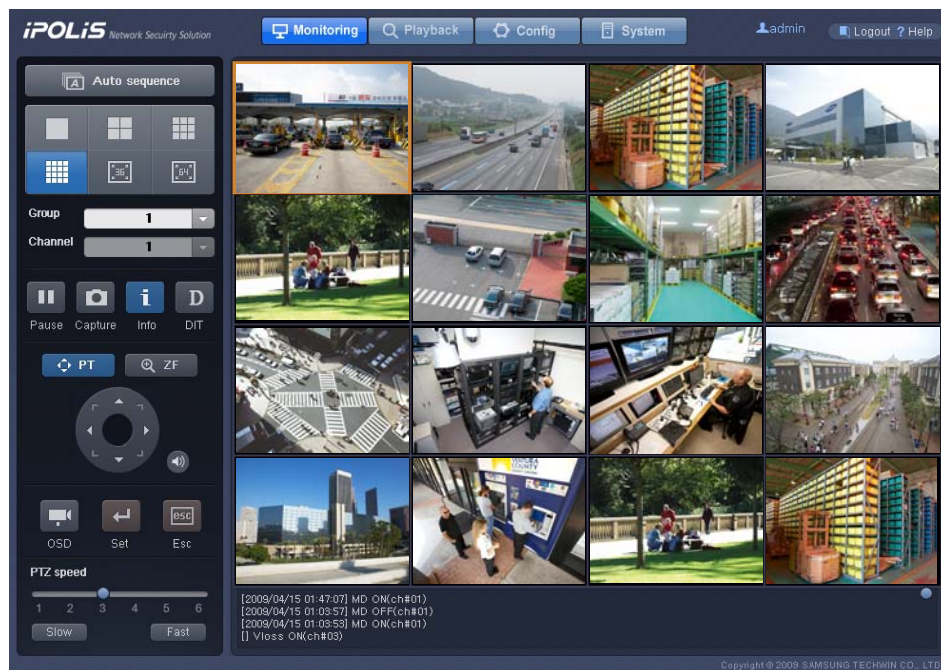 iPOLiS Network Secuirty Solution
Monitoring
Playback
Config
System
admin
Logout ? Help
A Auto sequence
36
64
Group 1
Channel 1
i D
Pause Capture Info DIT
PT
ZF
esc
OSD Set Esc
PTZ speed
1 2 3 4 5 6
Slow Fast
VENTURA
COUNTY
[2009/04/15 01:47:07] MD ON(ch#01)
[2009/04/15 01:03:57] MD OFF(ch#01)
[2009/04/15 01:03:53] MD ON(ch#01)
[] Vloss ON(ch#03)
Copyright © 2009 SAMSUNG TECHWIN CO., LTD